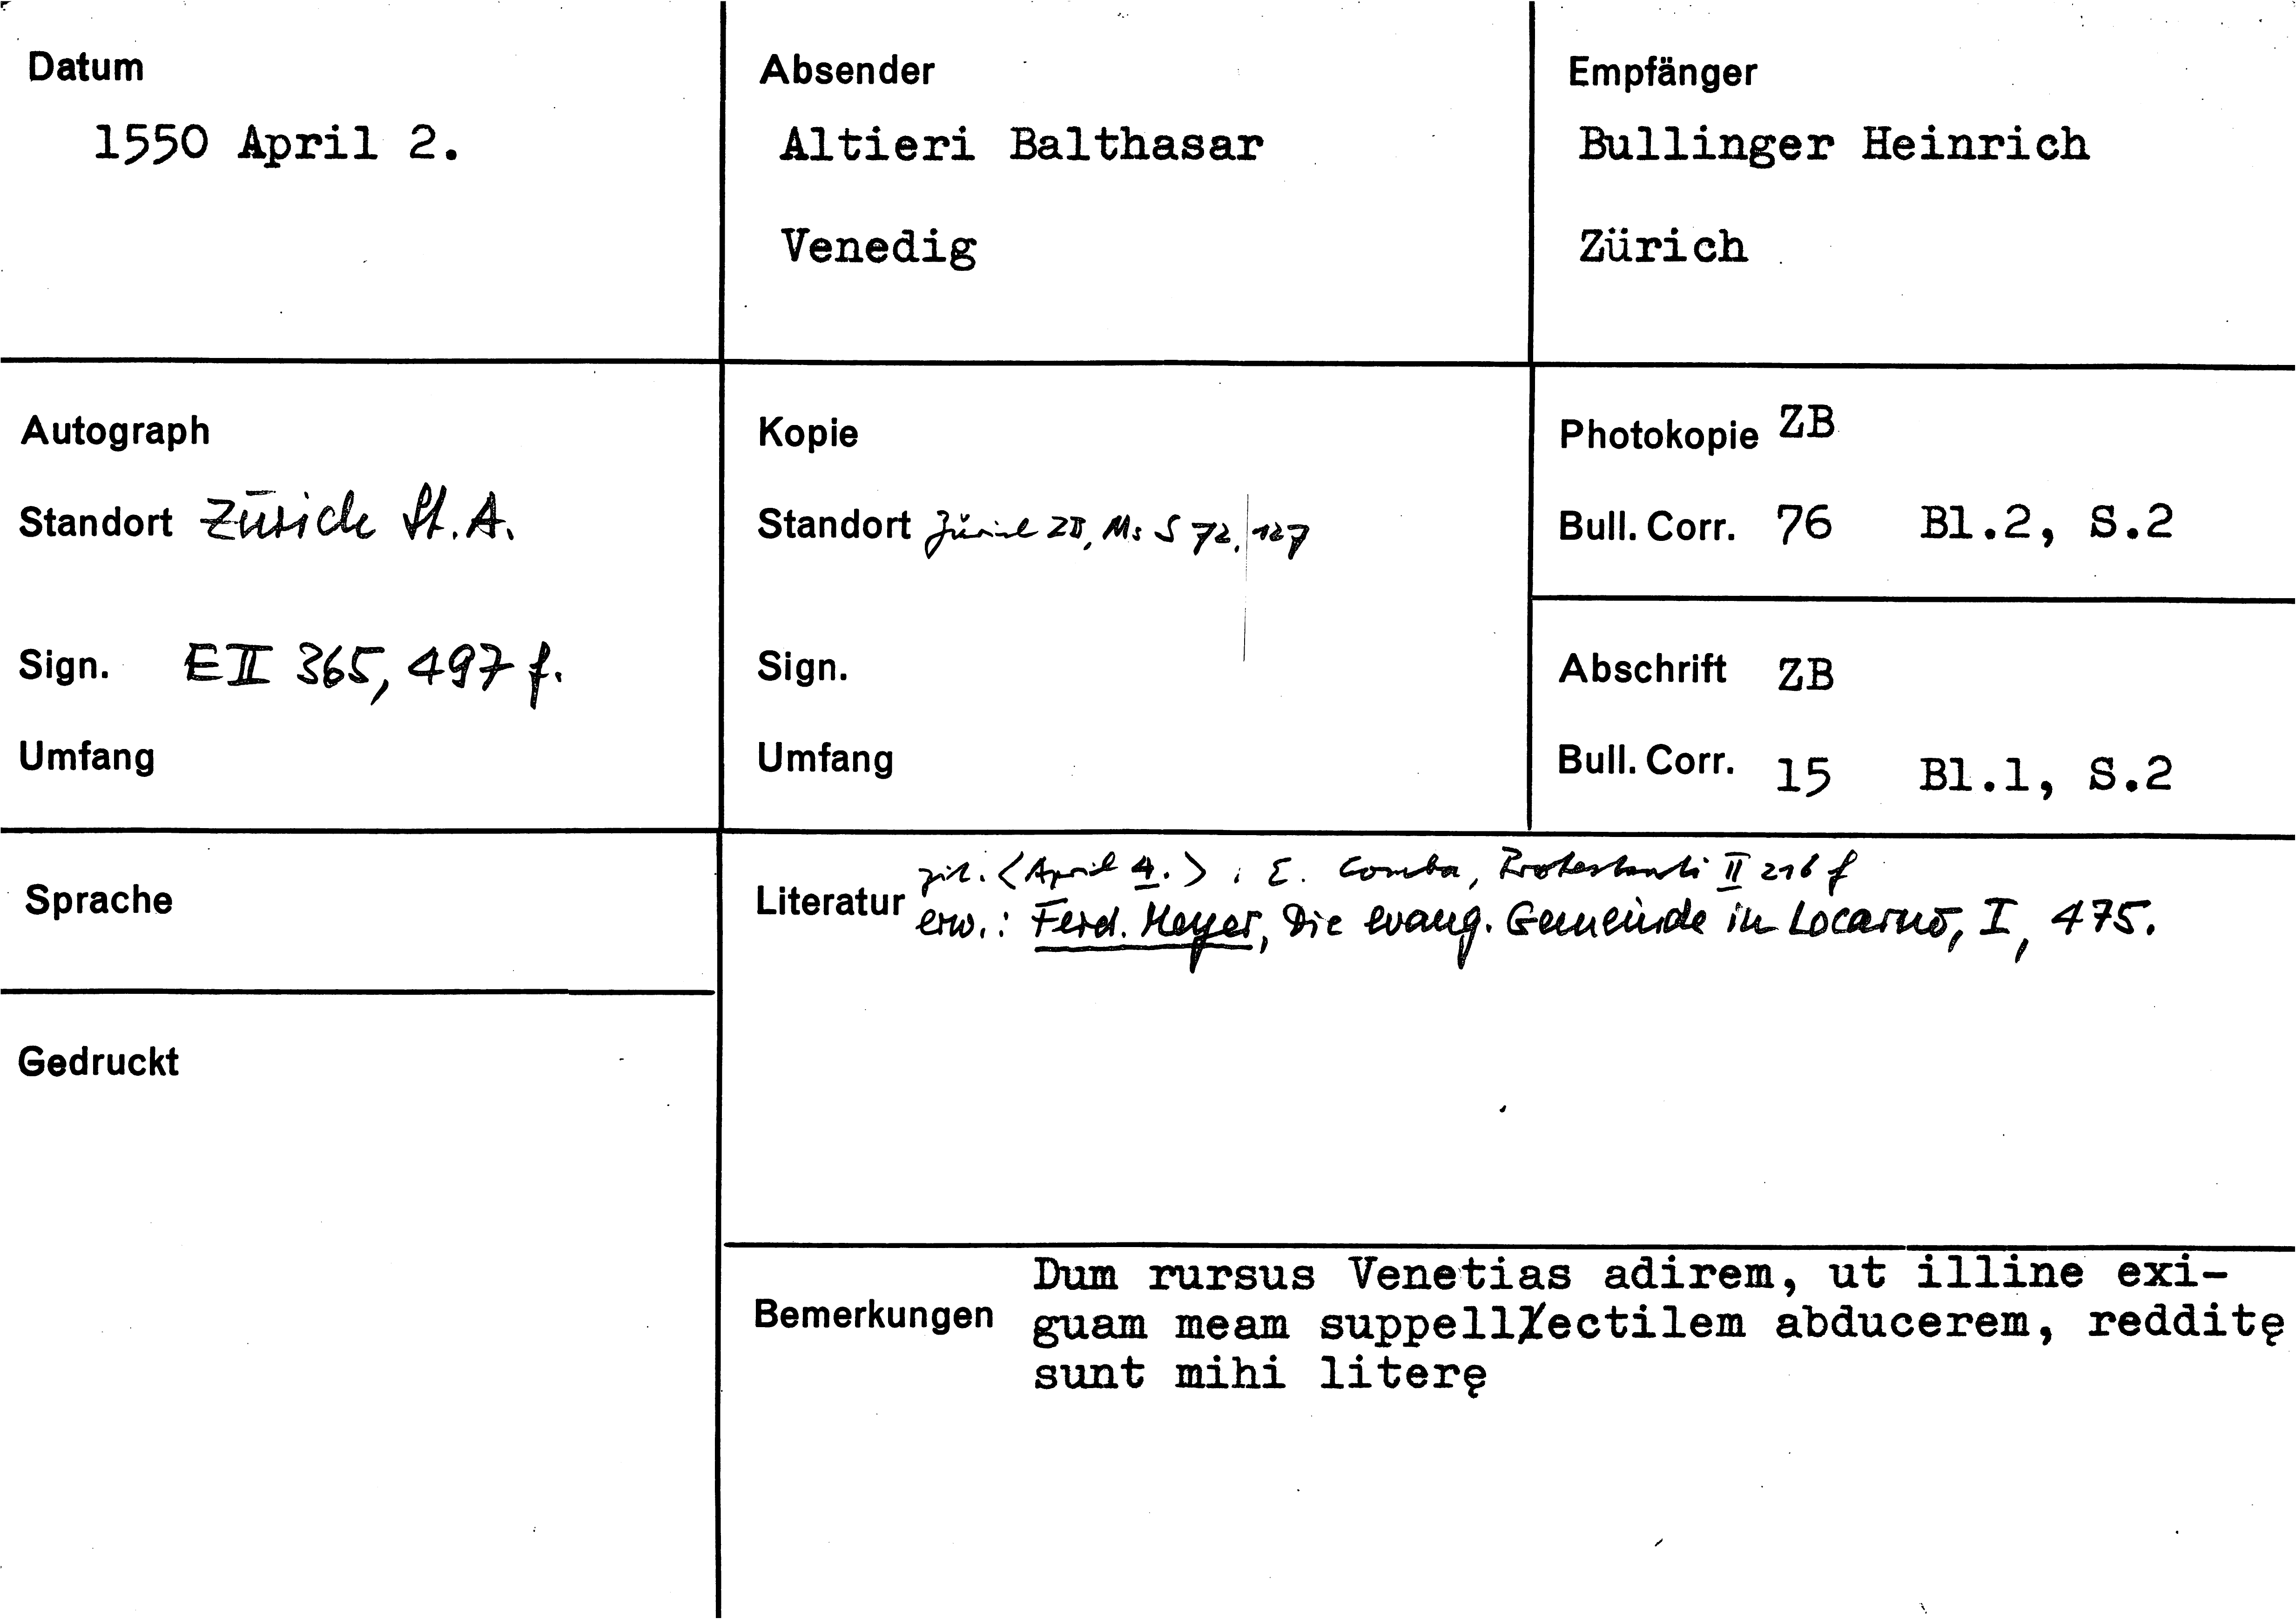 Datum
1550 April 2.
Absender
Altieri Balthasar
Venedig
Empfänger
Bullinger Heinrich
Zürich
Autograph
Standort Zürich St. A.
Sign. E II 365, 497 f.
Umfang
Kopie
Standort Zürich ZB, Ms S 72, 127
Sign.
Umfang
Photokopie ZB
Bull. Corr. 76 Bl.2, S.2
Abschrift ZB
Bull. Corr. 15 Bl.1, S.2
Sprache
Gedruckt
Literatur
zit. <April 4.> : E. Comba, Protestanti II 216 f
erw.: Ferd. Meyer, Die evang. Gemeinde in Locarno, I, 475.
Bemerkungen
Dum rursus Venetias adirem, ut illine exi-
guam meam suppellectilem abducerem, redditę
sunt mihi literę